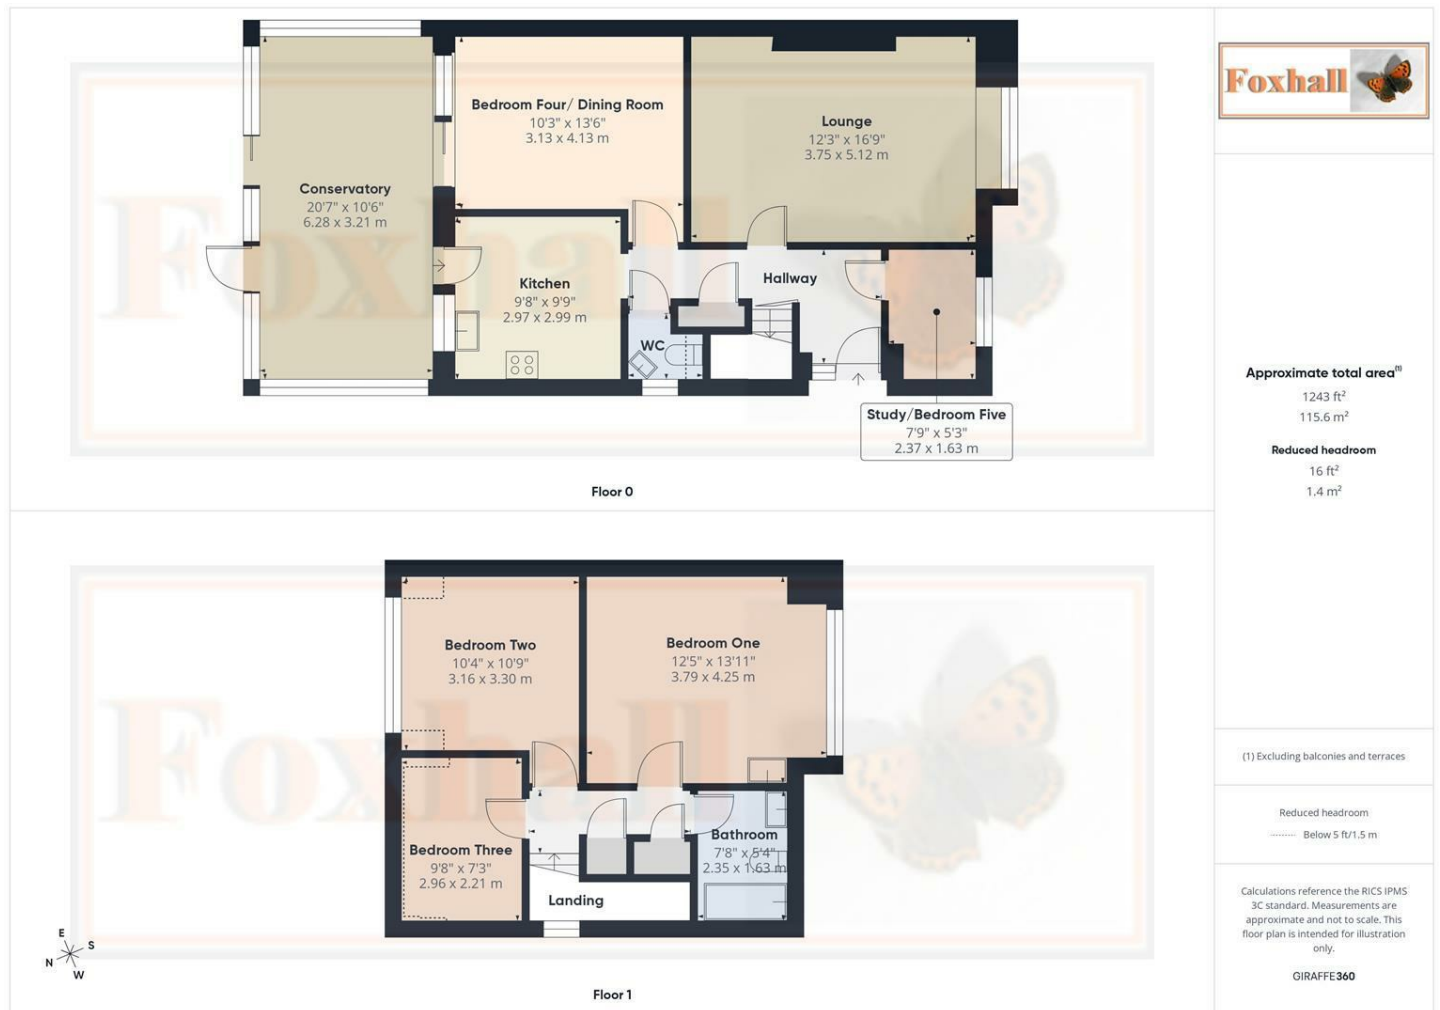 Conservatory
20'7" x 10'6"
6.28 x 3.21 m
Bedroom Four/ Dining Room
10'3" x 13'6"
3.13 x 4.13 m
Lounge
12'3" x 16'9"
3.75 x 5.12 m
Kitchen
9'8" x 9'9"
2.97 x 2.99 m
Hallway
WC
Study/Bedroom Five
7'9" x 5'3"
2.37 x 1.63 m
Floor 0
Bedroom Two
10'4" x 10'9"
3.16 x 3.30 m
Bedroom One
12'5" x 13'11"
3.79 x 4.25 m
Bedroom Three
9'8" x 7'3"
2.96 x 2.21 m
Bathroom
7'8" x 5'4"
2.35 x 1.63 m
Landing
E
S
N
W
Floor 1
Foxhall
Foxhall
Foxhall
Approximate total area⁽¹⁾
1243 ft²
115.6 m²
Reduced headroom
16 ft²
1.4 m²
(1) Excluding balconies and terraces
Reduced headroom
Below 5 ft/1.5 m
Calculations reference the RICS IPMS
3C standard. Measurements are
approximate and not to scale. This
floor plan is intended for illustration
only.
GIRAFFE360